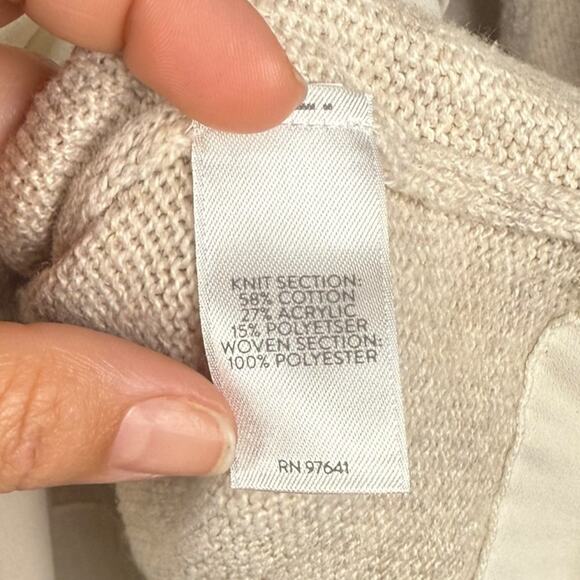 KNIT SECTION:
58% COTTON
27% ACRYLIC
15% POLYETSER
WOVEN SECTION:
100% POLYESTER
RN 97641